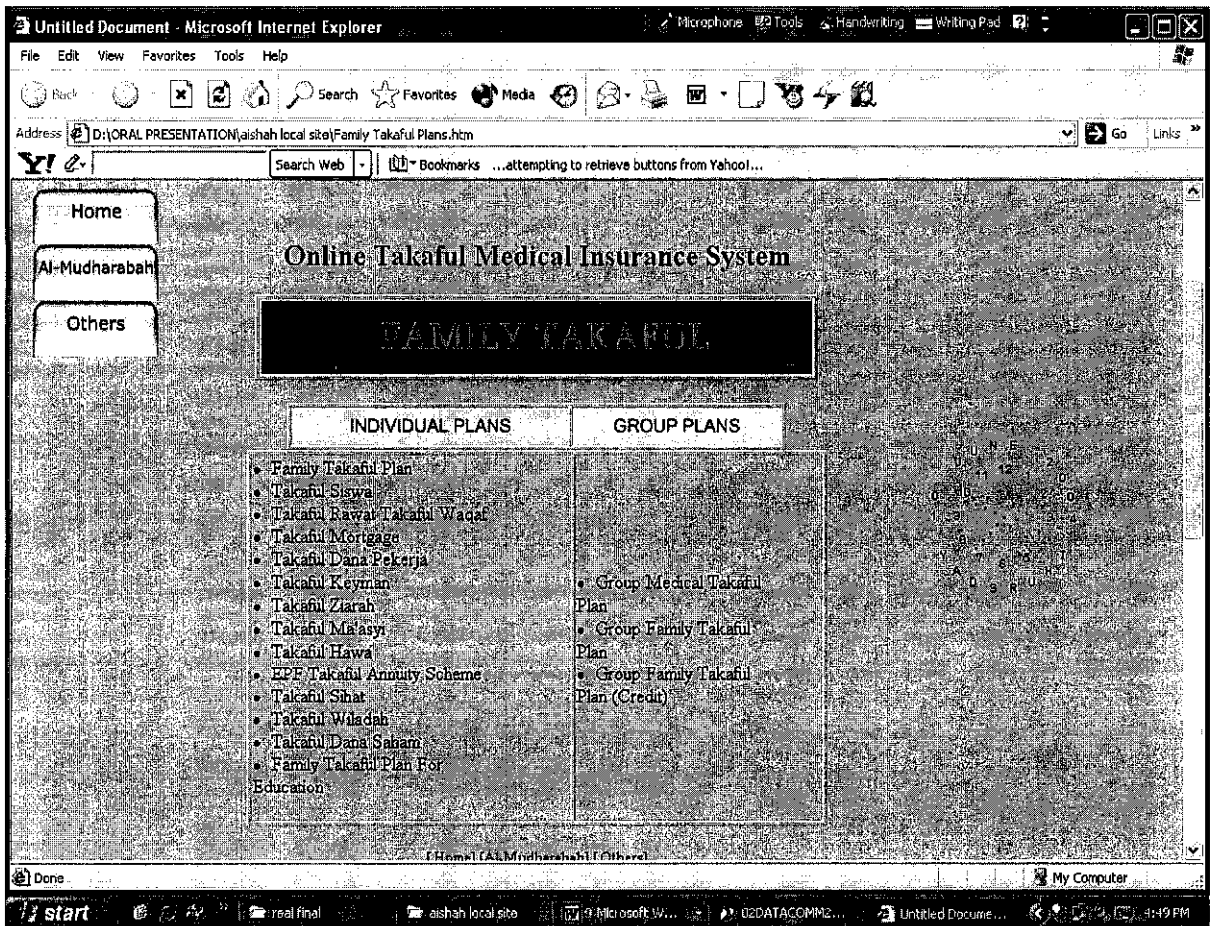 Untitled Document - Microsoft Internet Explorer
Microphone Tools Handwriting Writing Pad
File Edit View Favorites Tools Help
Back Search Favorites Media
Address D:\ORAL PRESENTATION\aishah local site\Family Takaful Plans.htm Go Links »
Y! Search Web Bookmarks ...attempting to retrieve buttons from Yahoo!...
Home
Al-Mudharabah
Others
Online Takaful Medical Insurance System
FAMILY TAKAFUL
INDIVIDUAL PLANS GROUP PLANS
• Family Takaful Plan
• Takaful Siswa
• Takaful Rawat Takaful Waqaf
• Takaful Mortgage
• Takaful Dana Pekerja
• Takaful Keyman
• Takaful Ziarah
• Takaful Ma'asyi
• Takaful Hawa
• EPF Takaful Annuity Scheme
• Takaful Sihat
• Takaful Wiladah
• Takaful Dana Saham
• Family Takaful Plan For
Education
• Group Medical Takaful
Plan
• Group Family Takaful
Plan
• Group Family Takaful
Plan (Credit)
[Home] [Al-Mudharabah] [Others]
Done My Computer
start real final aishah local site 9 Microsoft W... 02DATACOMM2... Untitled Docume... 4:49 PM